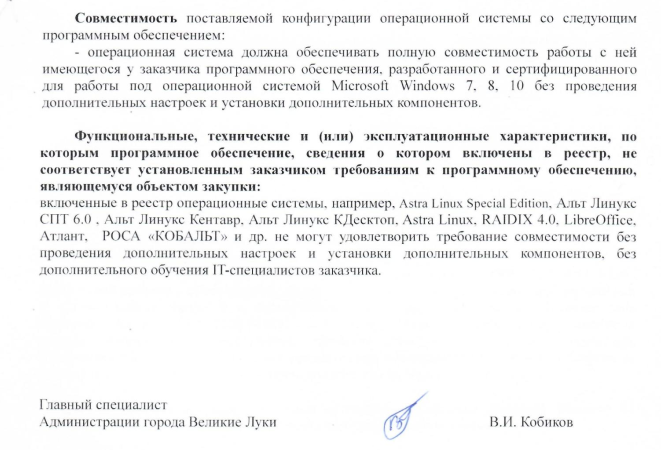 Совместимость поставляемой конфигурации операционной системы со следующим
программным обеспечением:
- операционная система должна обеспечивать полную совместимость работы с ней
имеющегося у заказчика программного обеспечения, разработанного и сертифицированного
для работы под операционной системой Microsoft Windows 7, 8, 10 без проведения
дополнительных настроек и установки дополнительных компонентов.
Функциональные, технические и (или) эксплуатационные характеристики, по
которым программное обеспечение, сведения о котором включены в реестр, не
соответствует установленным заказчиком требованиям к программному обеспечению,
являющемуся объектом закупки:
включенные в реестр операционные системы, например, Astra Linux Special Edition, Альт Линукс
СПТ 6.0 , Альт Линукс Кентавр, Альт Линукс КДесктоп, Astra Linux, RAIDIX 4.0, LibreOffice,
Атлант, РОСА «КОБАЛЬТ» и др. не могут удовлетворить требование совместимости без
проведения дополнительных настроек и установки дополнительных компонентов, без
дополнительного обучения IT-специалистов заказчика.
Главный специалист
Администрации города Великие Луки В.И. Кобиков